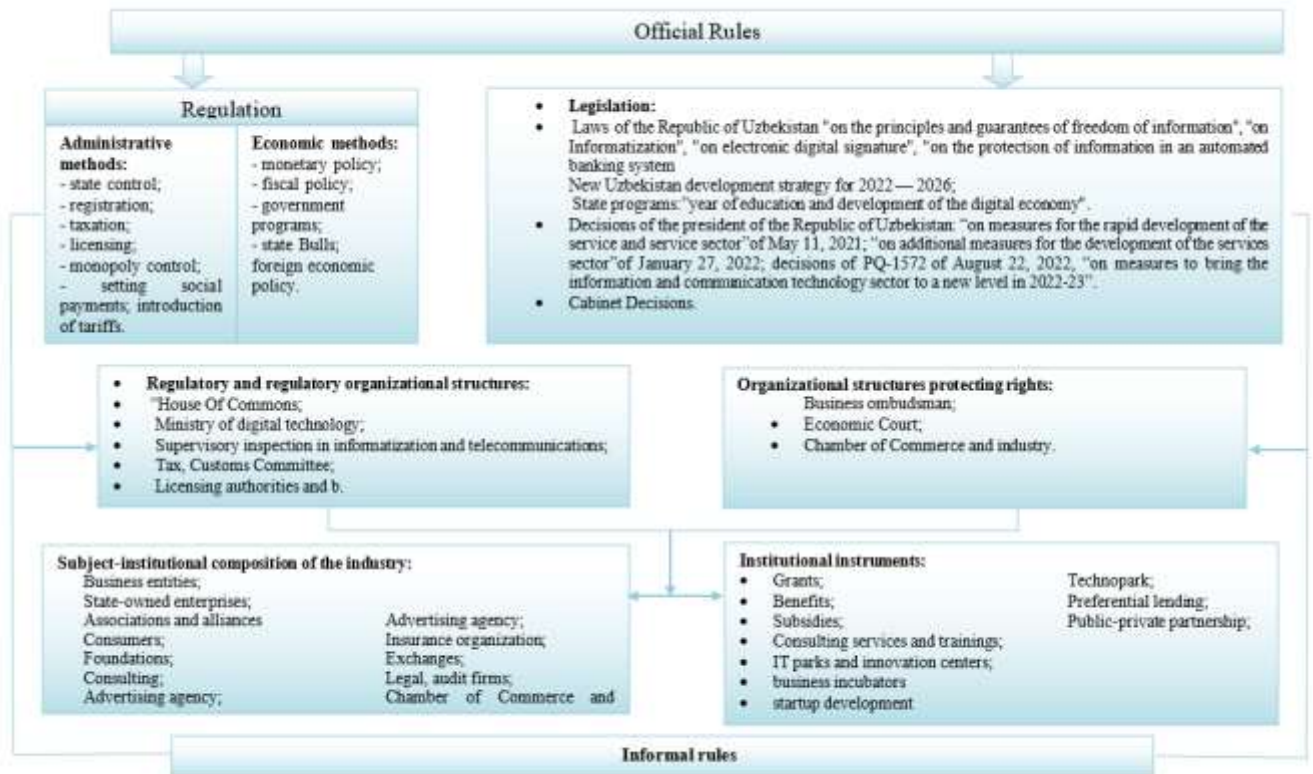 Official Rules
Regulation
Administrative
methods:
- state control;
- registration;
- taxation;
- licensing;
- monopoly control;
- setting social
payments; introduction
of tariffs.
Economic methods:
- monetary policy;
- fiscal policy;
- government
programs;
- state Bulls;
foreign economic
policy.
• Legislation:
• Laws of the Republic of Uzbekistan "on the principles and guarantees of freedom of information", "on
Informatization", "on electronic digital signature", "on the protection of information in an automated
banking system
New Uzbekistan development strategy for 2022 — 2026;
State programs:"year of education and development of the digital economy".
• Decisions of the president of the Republic of Uzbekistan: “on measures for the rapid development of the
service and service sector”of May 11, 2021; “on additional measures for the development of the services
sector”of January 27, 2022; decisions of PQ-1572 of August 22, 2022, “on measures to bring the
information and communication technology sector to a new level in 2022-23”.
• Cabinet Decisions.
• Regulatory and regulatory organizational structures:
• "House Of Commons;
• Ministry of digital technology;
• Supervisory inspection in informatization and telecommunications;
• Tax, Customs Committee;
• Licensing authorities and b.
Organizational structures protecting rights:
Business ombudsman;
• Economic Court;
• Chamber of Commerce and industry.
Subject-institutional composition of the industry:
Business entities;
State-owned enterprises;
Associations and alliances
Consumers;
Foundations;
Consulting;
Advertising agency;
Advertising agency;
Insurance organization;
Exchanges;
Legal, audit firms;
Chamber of Commerce and
Institutional instruments:
• Grants;
• Benefits;
• Subsidies;
• Consulting services and trainings;
• IT parks and innovation centers;
• business incubators
• startup development
Technopark;
Preferential lending;
Public-private partnership;
Informal rules